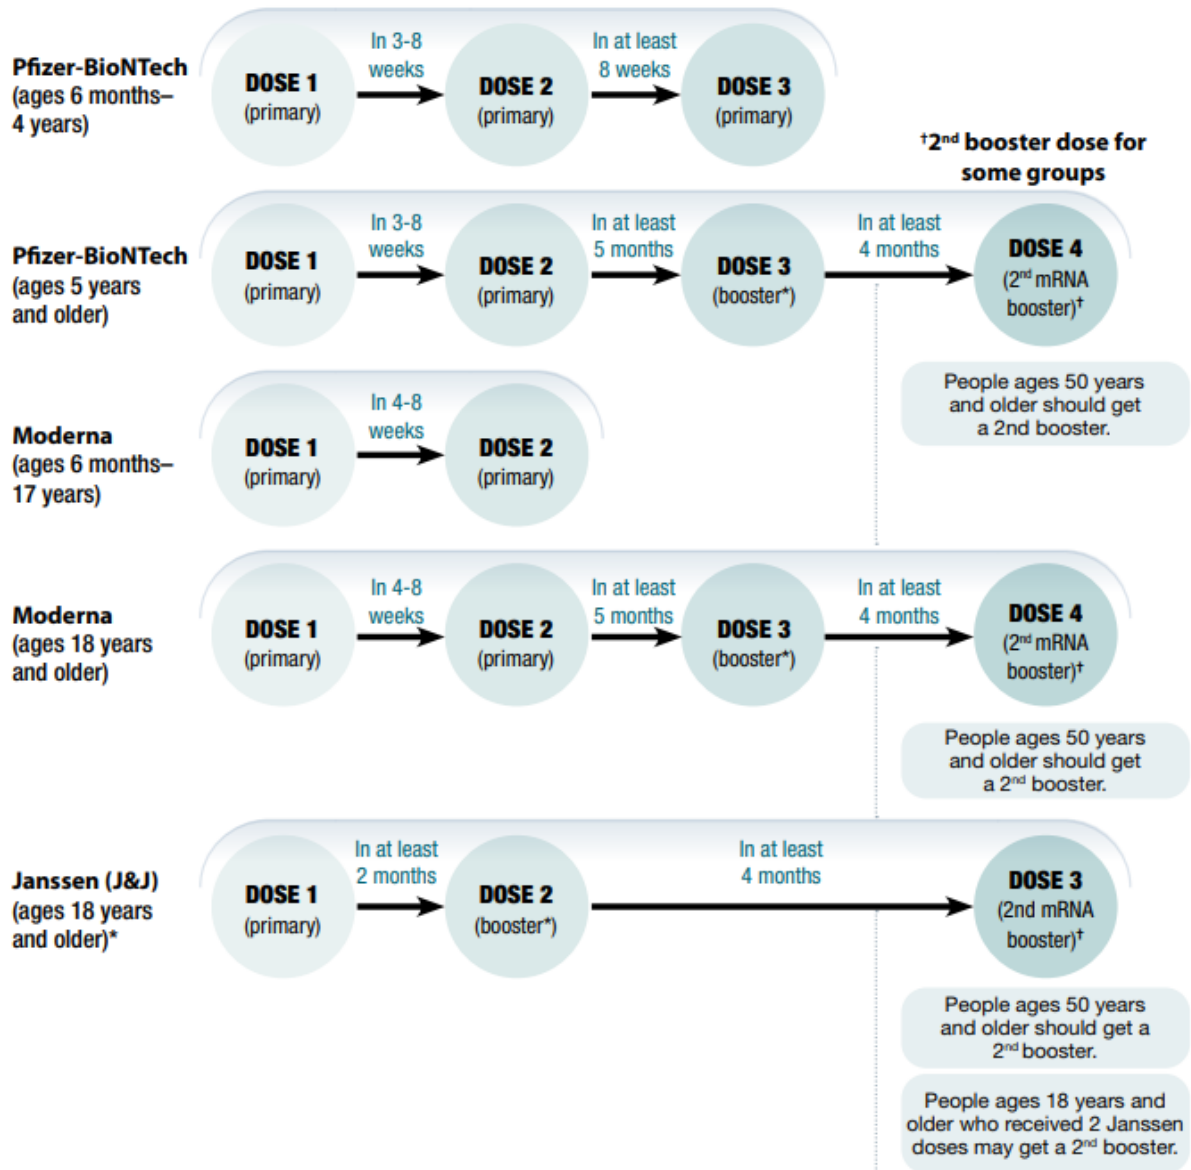 Pfizer-BioNTech
(ages 6 months–
4 years)
DOSE 1
(primary)
In 3-8
weeks
DOSE 2
(primary)
In at least
8 weeks
DOSE 3
(primary)
†2nd booster dose for
some groups
Pfizer-BioNTech
(ages 5 years
and older)
DOSE 1
(primary)
In 3-8
weeks
DOSE 2
(primary)
In at least
5 months
DOSE 3
(booster*)
In at least
4 months
DOSE 4
(2nd mRNA
booster)†
People ages 50 years
and older should get
a 2nd booster.
Moderna
(ages 6 months–
17 years)
DOSE 1
(primary)
In 4-8
weeks
DOSE 2
(primary)
Moderna
(ages 18 years
and older)
DOSE 1
(primary)
In 4-8
weeks
DOSE 2
(primary)
In at least
5 months
DOSE 3
(booster*)
In at least
4 months
DOSE 4
(2nd mRNA
booster)†
People ages 50 years
and older should get
a 2nd booster.
Janssen (J&J)
(ages 18 years
and older)*
DOSE 1
(primary)
In at least
2 months
DOSE 2
(booster*)
In at least
4 months
DOSE 3
(2nd mRNA
booster)†
People ages 50 years
and older should get a
2nd booster.
People ages 18 years and
older who received 2 Janssen
doses may get a 2nd booster.